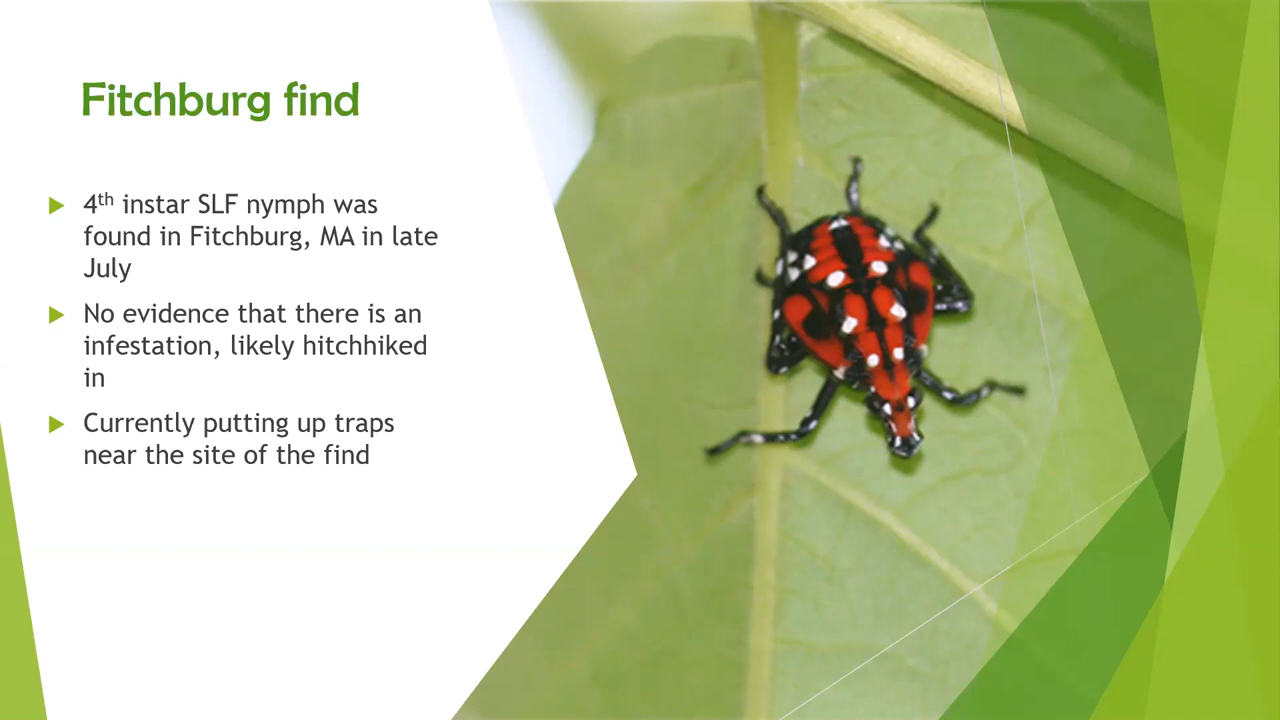 Fitchburg find
4th instar SLF nymph was
found in Fitchburg, MA in late
July
No evidence that there is an
infestation, likely hitchhiked
in
Currently putting up traps
near the site of the find